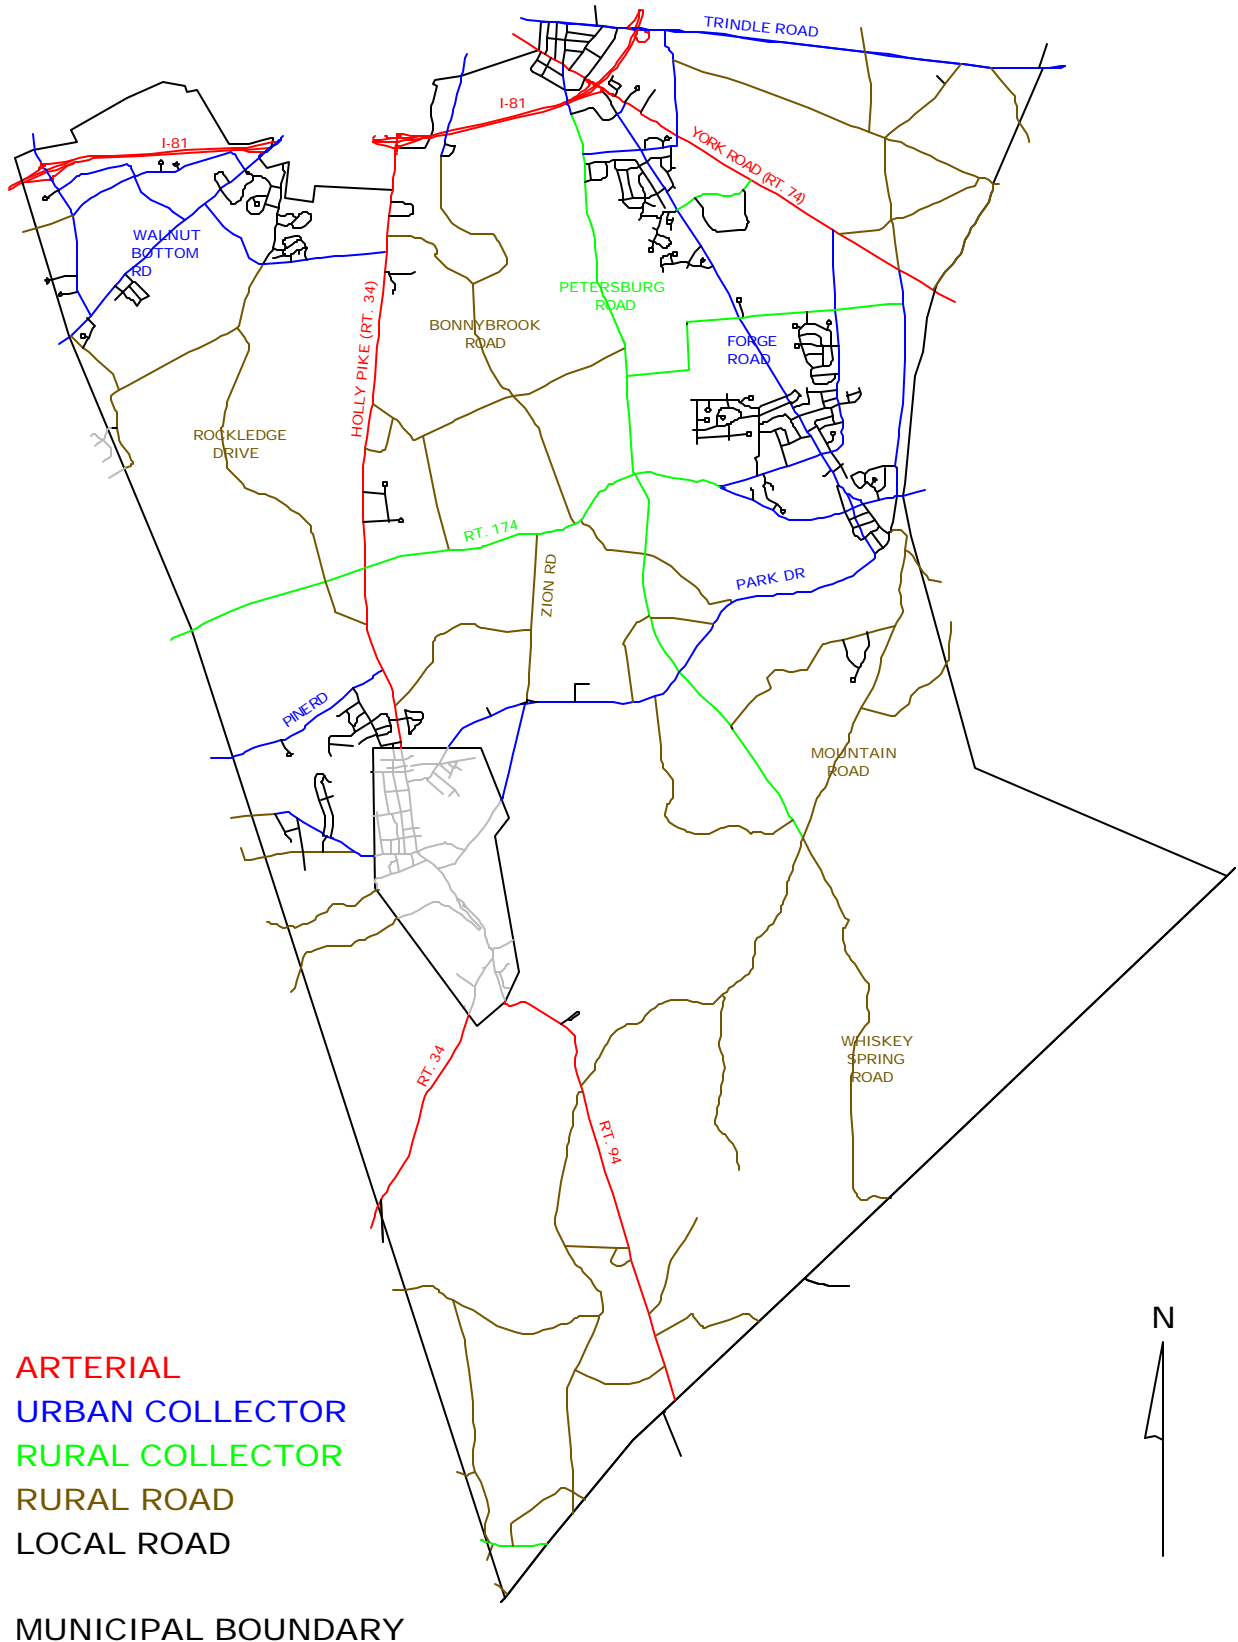 TRINDLE ROAD
I-81
I-81
YORK ROAD (RT. 74)
WALNUT
BOTTOM
RD
PETERSBURG
ROAD
HOLLY PIKE (RT. 34)
BONNYBROOK
ROAD
FORGE
ROAD
ROCKLEDGE
DRIVE
RT. 174
ZION RD
PARK DR
PINE RD
MOUNTAIN
ROAD
WHISKEY
SPRING
ROAD
RT. 34
RT. 94
N
ARTERIAL
URBAN COLLECTOR
RURAL COLLECTOR
RURAL ROAD
LOCAL ROAD
MUNICIPAL BOUNDARY